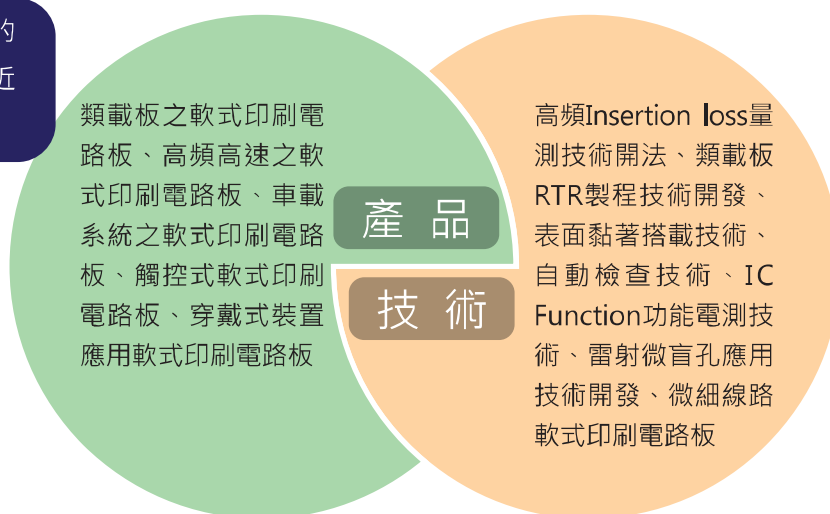 的
近
類載板之軟式印刷電
路板、高頻高速之軟
式印刷電路板、車載
系統之軟式印刷電路
板、觸控式軟式印刷
電路板、穿戴式裝置
應用軟式印刷電路板
產 品
技 術
高頻Insertion loss量
測技術開法、類載板
RTR製程技術開發、
表面黏著搭載技術、
自動檢查技術、IC
Function功能電測技
術、雷射微盲孔應用
技術開發、微細線路
軟式印刷電路板